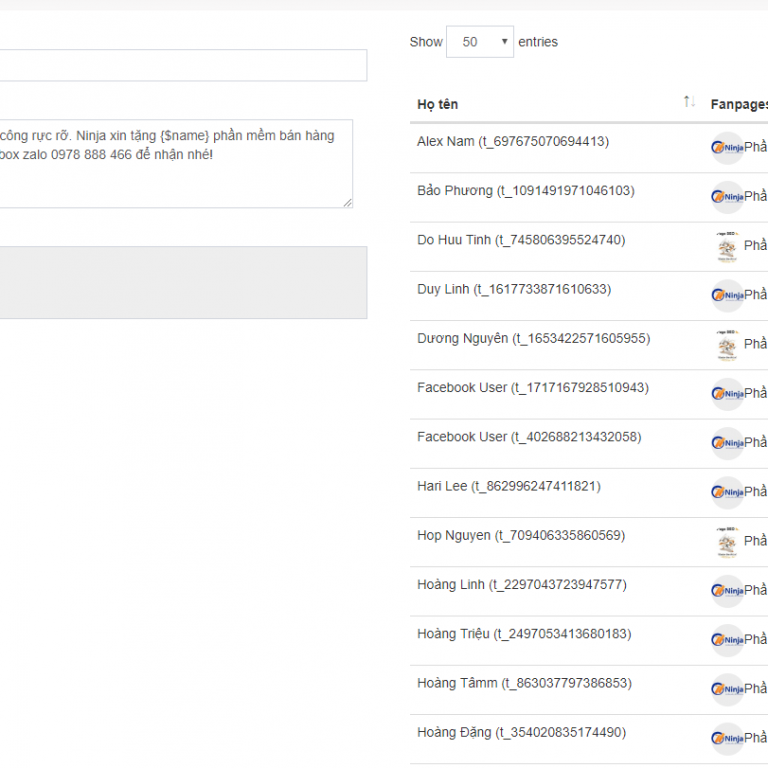 Show 50 entries
công rực rỡ. Ninja xin tặng {$name} phần mềm bán hàng
box zalo 0978 888 466 để nhận nhé!
Họ tên Fanpages
Alex Nam (t_697675070694413) Ninja Phầ
Bảo Phương (t_1091491971046103) Ninja Phầ
Do Huu Tinh (t_745806395524740) Phầ
Duy Linh (t_1617733871610633) Ninja Phầ
Dương Nguyên (t_1653422571605955) Phầ
Facebook User (t_1717167928510943) Ninja Phầ
Facebook User (t_402688213432058) Ninja Phầ
Hari Lee (t_862996247411821) Ninja Phầ
Hop Nguyen (t_709406335860569) Phầ
Hoàng Linh (t_2297043723947577) Ninja Phầ
Hoàng Triệu (t_2497053413680183) Ninja Phầ
Hoàng Tâmm (t_863037797386853) Ninja Phầ
Hoàng Đặng (t_354020835174490) Ninja Phầ